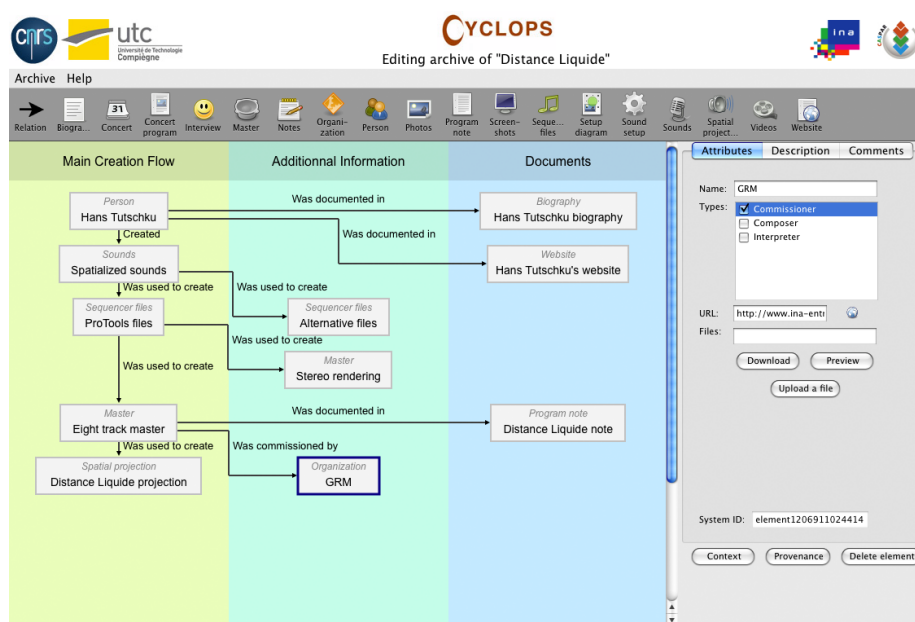 cnrs
utc
Université de Technologie
Compiègne
CYCLOPS
Editing archive of "Distance Liquide"
ina
Archive Help
Relation
Biogra...
Concert
Concert
program
Interview
Master
Notes
Organi-
zation
Person
Photos
Program
note
Screen-
shots
Seque...
files
Setup
diagram
Sound
setup
Sounds
Spatial
project...
Videos
Website
Main Creation Flow
Additionnal Information
Documents
Person
Hans Tutschku
Was documented in
Biography
Hans Tutschku biography
Created
Was documented in
Sounds
Spatialized sounds
Website
Hans Tutschku's website
Was used to create
Was used to create
Sequencer files
ProTools files
Sequencer files
Alternative files
Was used to create
Was used to create
Master
Stereo rendering
Master
Eight track master
Was documented in
Program note
Distance Liquide note
Was used to create
Was commissioned by
Spatial projection
Distance Liquide projection
Organization
GRM
Attributes Description Comments
Name: GRM
Types: Commissioner
Composer
Interpreter
URL: http://www.ina-ent
Files:
Download Preview
Upload a file
System ID: element1206911024414
Context Provenance Delete element